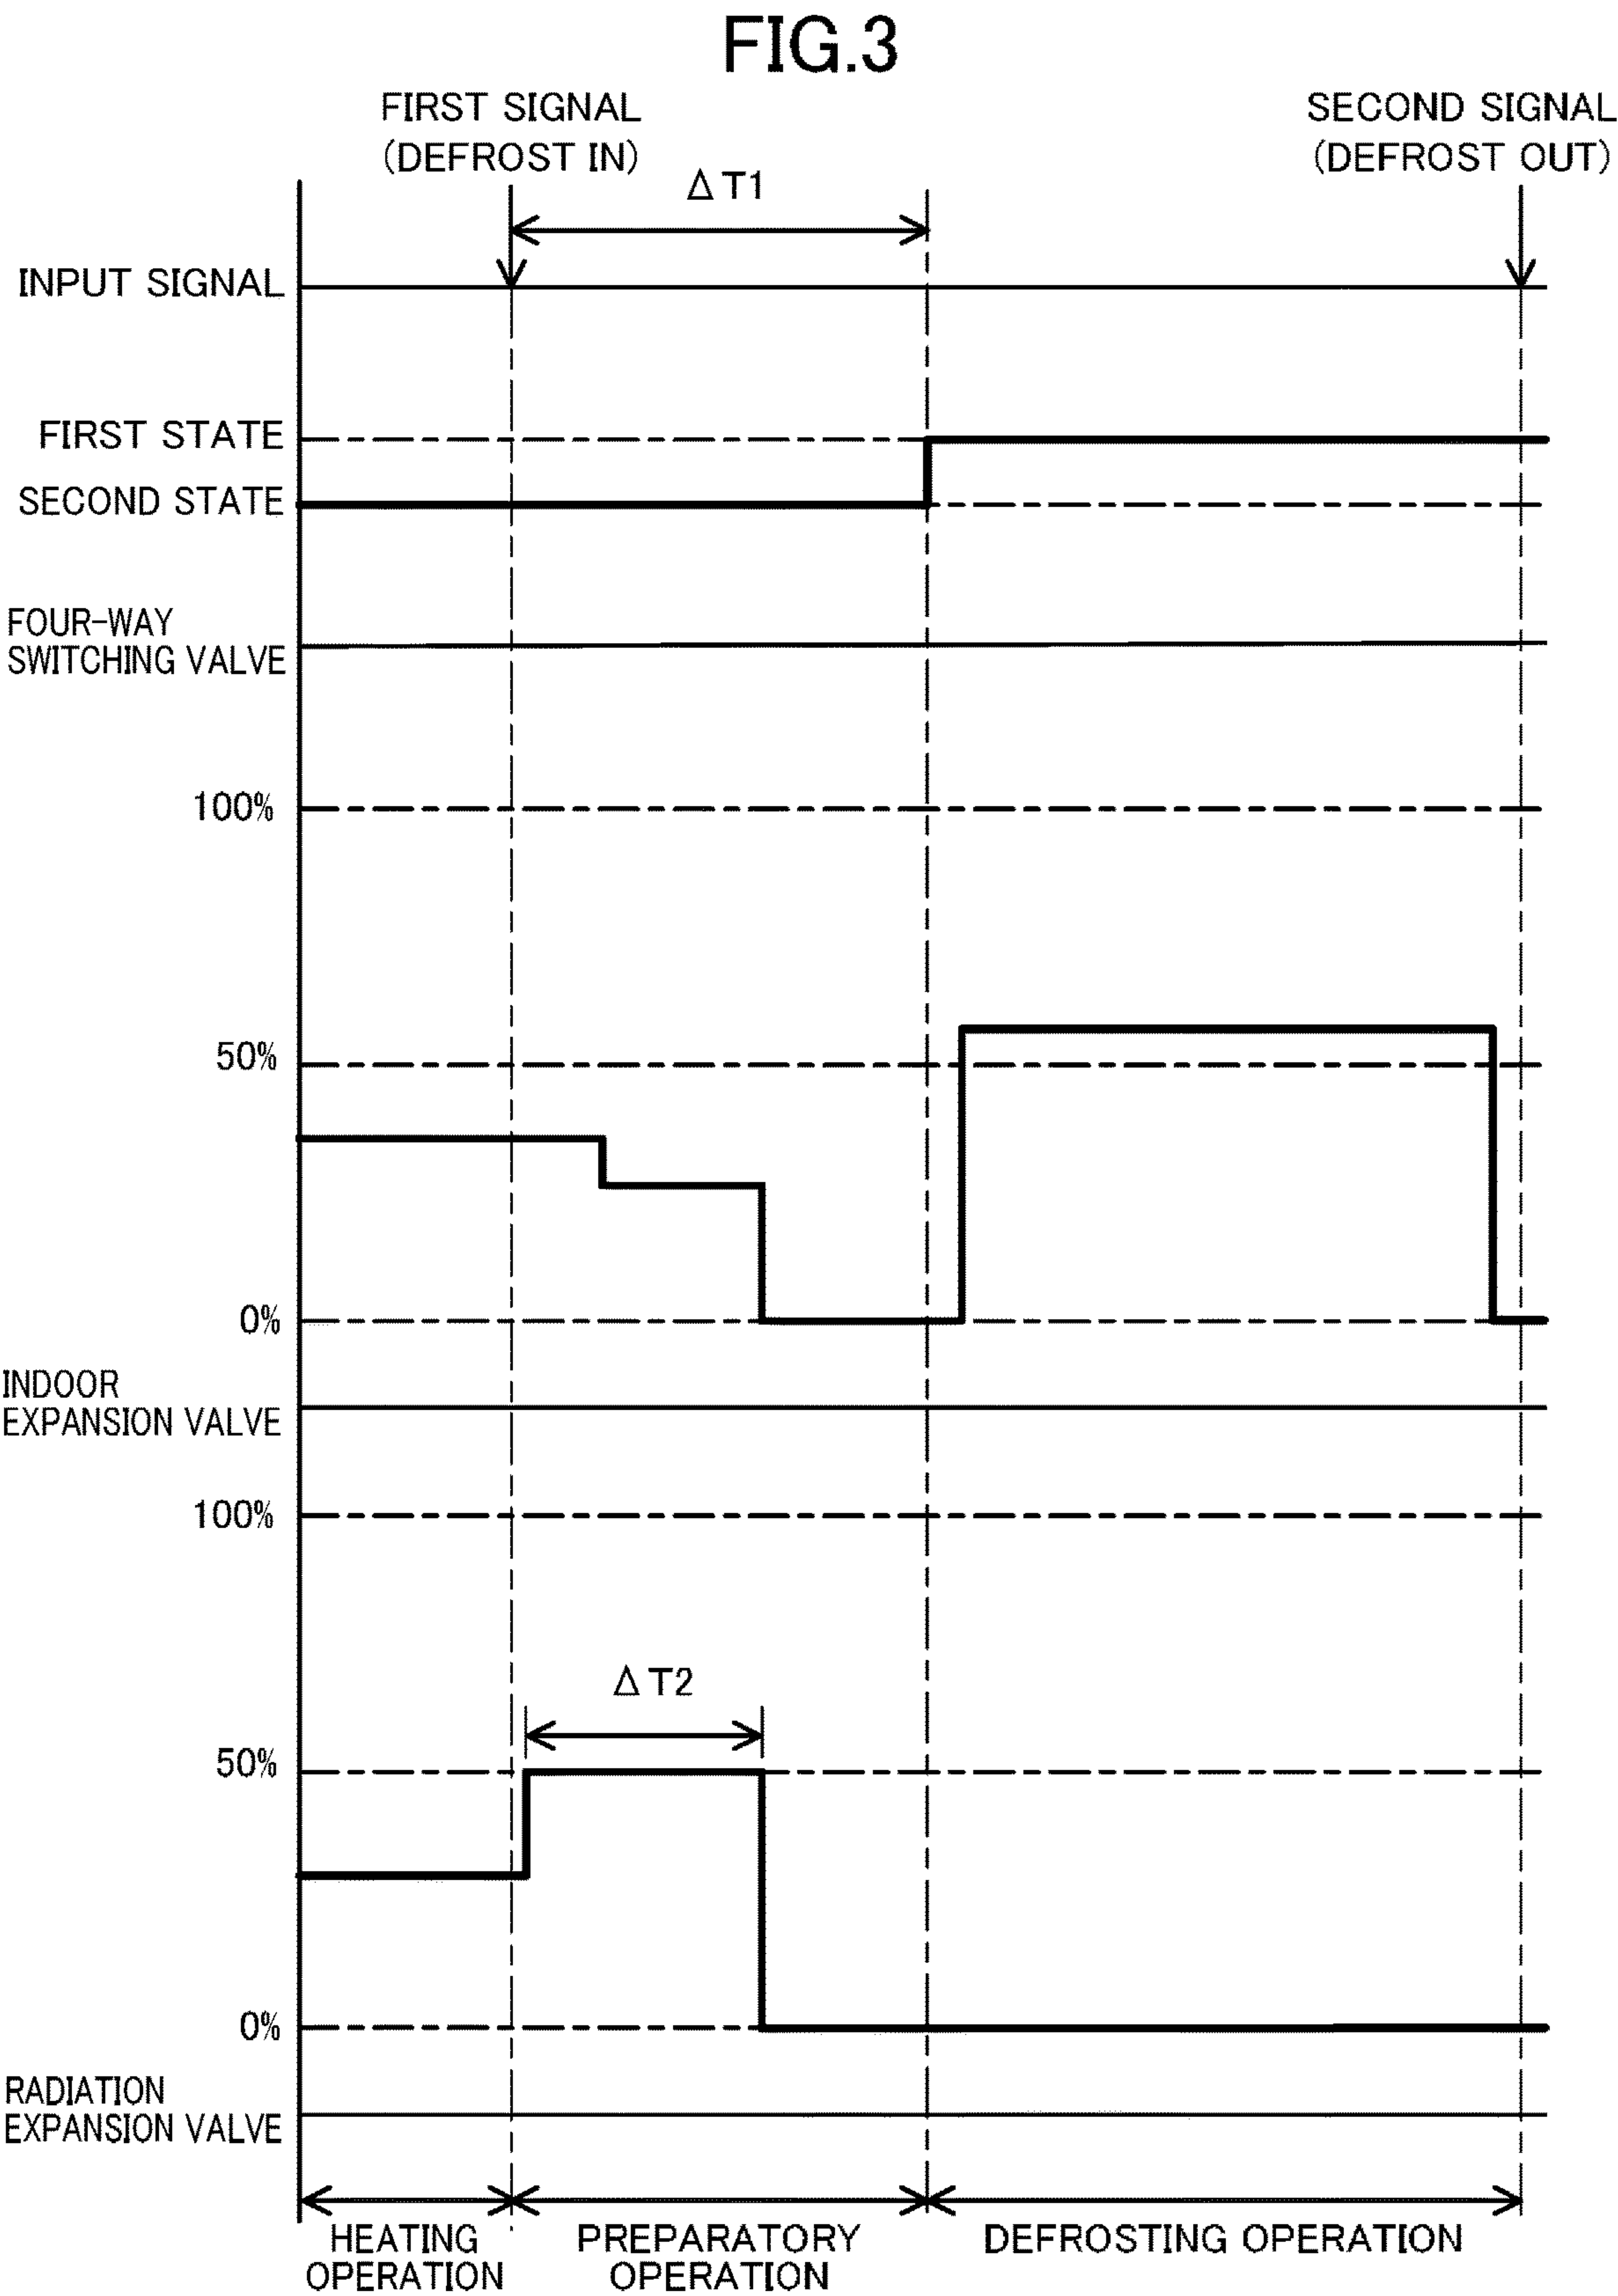 FIG.3
FIRST SIGNAL
(DEFROST IN)
SECOND SIGNAL
(DEFROST OUT)
Δ T1
INPUT SIGNAL
FIRST STATE
SECOND STATE
FOUR-WAY
SWITCHING VALVE
100%
50%
0%
INDOOR
EXPANSION VALVE
100%
Δ T2
50%
0%
RADIATION
EXPANSION VALVE
HEATING
OPERATION
PREPARATORY
OPERATION
DEFROSTING OPERATION